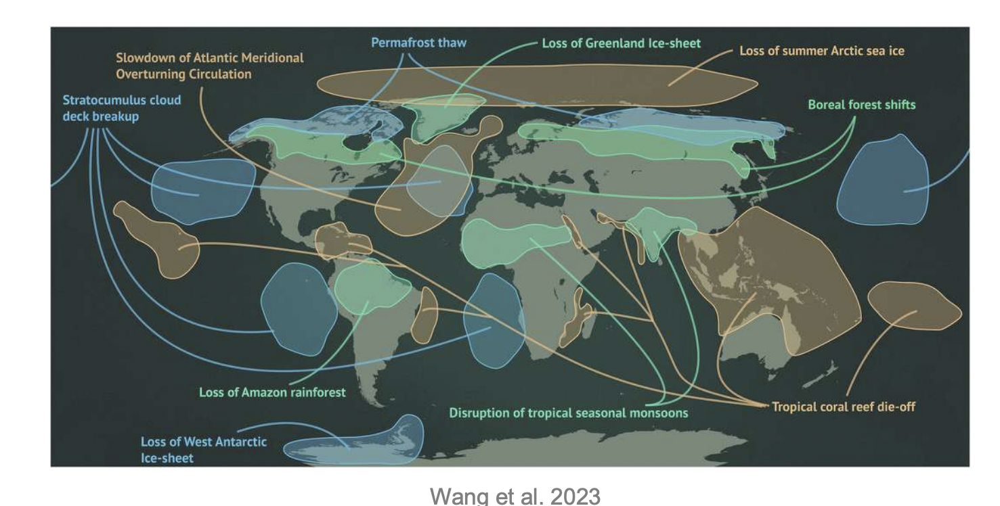 Permafrost thaw
Loss of Greenland Ice-sheet
Loss of summer Arctic sea ice
Slowdown of Atlantic Meridional
Overturning Circulation
Stratocumulus cloud
deck breakup
Boreal forest shifts
Loss of Amazon rainforest
Disruption of tropical seasonal monsoons
Tropical coral reef die-off
Loss of West Antarctic
Ice-sheet
Wang et al. 2023